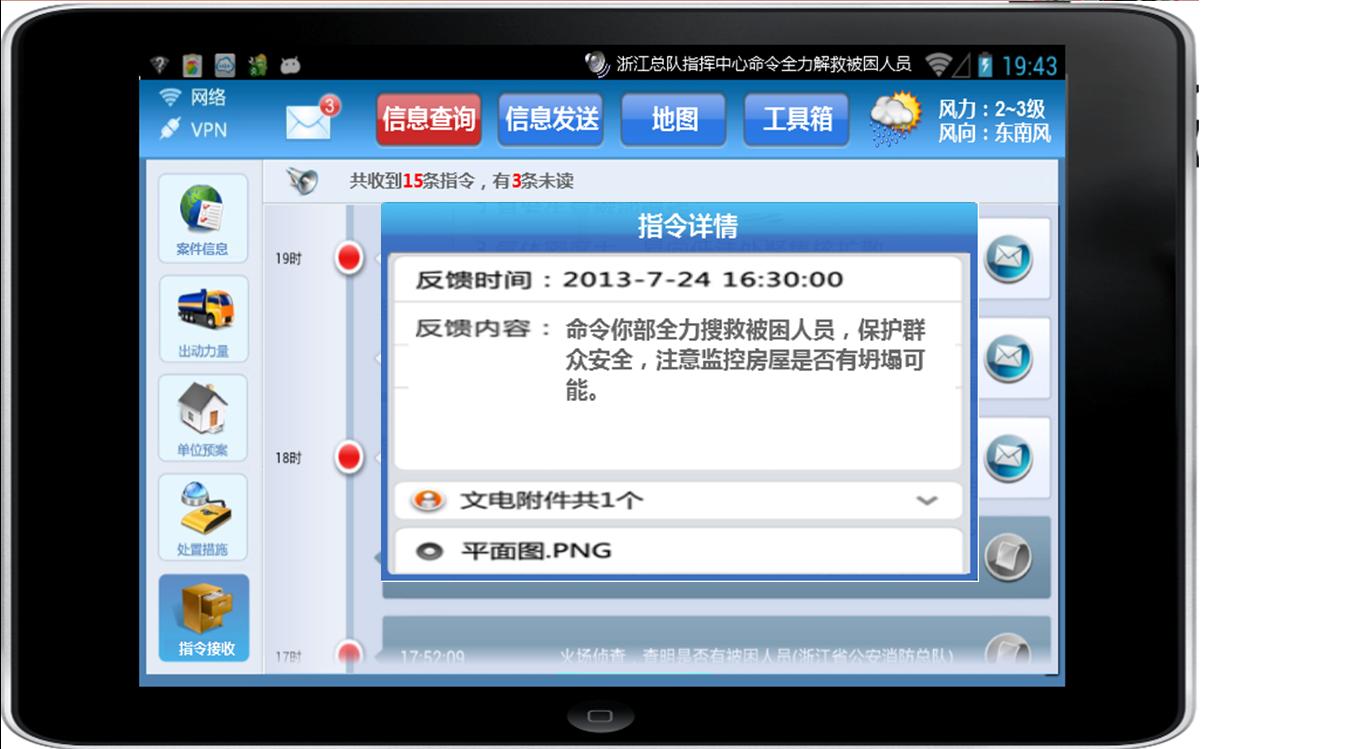 浙江总队指挥中心命令全力解救被困人员
19:43
网络
VPN
3
信息查询
信息发送
地图
工具箱
风力：2~3级
风向：东南风
共收到15条指令，有3条未读
案件信息
出动力量
单位预案
处置措施
指令接收
19时
18时
17时
指令详情
反馈时间：2013-7-24 16:30:00
反馈内容：
命令你部全力搜救被困人员，保护群
众安全，注意监控房屋是否有坍塌可
能。
文电附件共1个
平面图.PNG
17:52:09
火场侦查，查明是否有被困人员(浙江省公安消防总队)